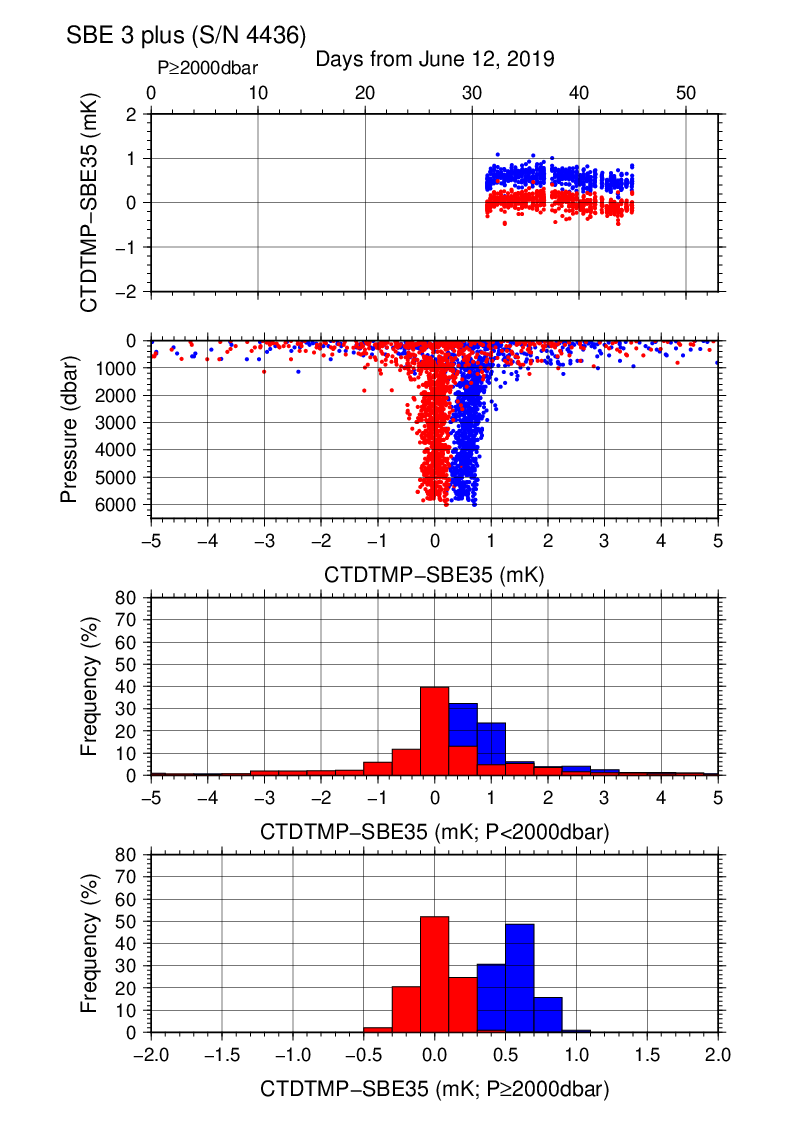 SBE 3 plus (S/N 4436)
P≥2000dbar
Days from June 12, 2019
0 10 20 30 40 50
CTDTMP−SBE35 (mK)
2
1
0
−1
−2
Pressure (dbar)
0
1000
2000
3000
4000
5000
6000
−5 −4 −3 −2 −1 0 1 2 3 4 5
CTDTMP−SBE35 (mK)
Frequency (%)
80
70
60
50
40
30
20
10
0
−5 −4 −3 −2 −1 0 1 2 3 4 5
CTDTMP−SBE35 (mK; P<2000dbar)
Frequency (%)
80
70
60
50
40
30
20
10
0
−2.0 −1.5 −1.0 −0.5 0.0 0.5 1.0 1.5 2.0
CTDTMP−SBE35 (mK; P≥2000dbar)